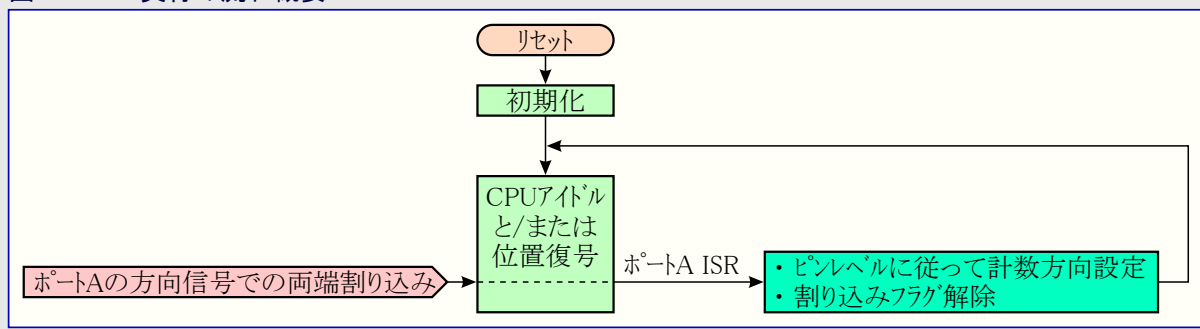 リセット
初期化
CPUアイドル
と/または
位置復号
ポートAの方向信号での両端割り込み
ポートA ISR
・ ピンレベルに従って計数方向設定
・ 割り込みフラグ解除